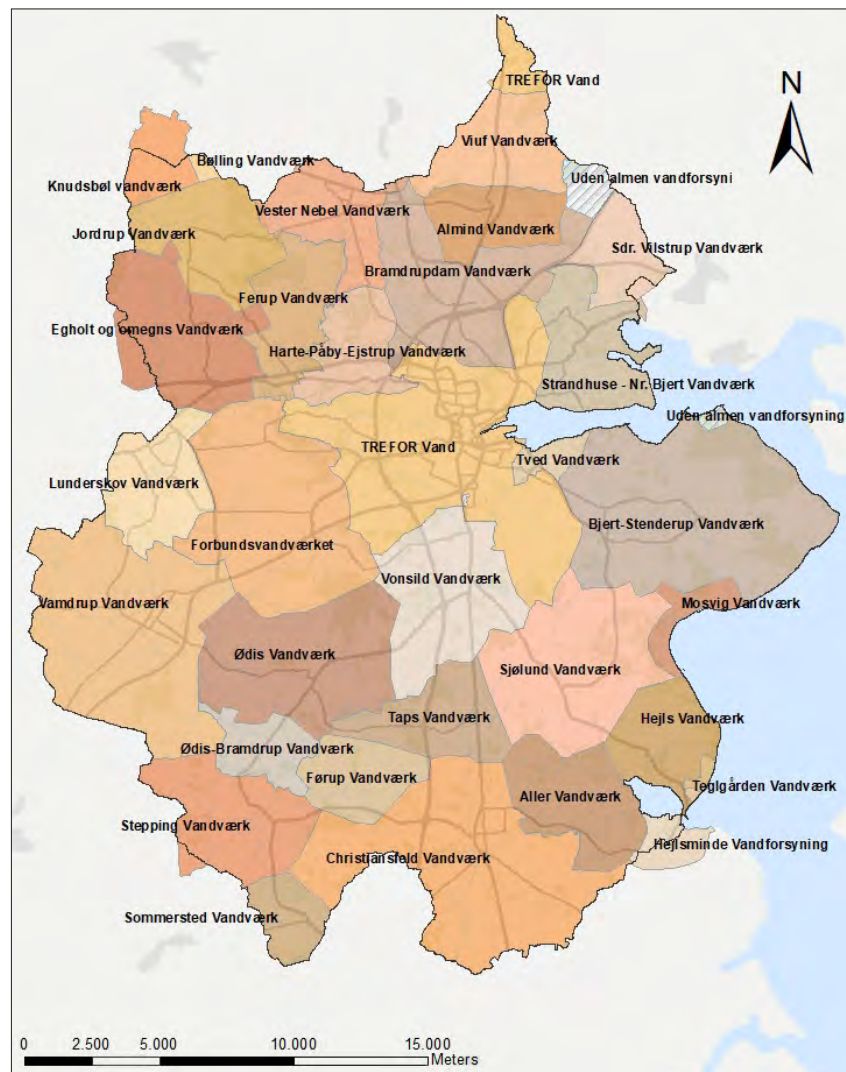 TREFOR Vand
N
Viuf Vandværk
Bølling Vandværk
Uden almen vandforsyni
Knudsbøl vandværk
Vester Nebel Vandværk
Jordrup Vandværk
Almind Vandværk
Sdr. Vilstrup Vandværk
Bramdrupdam Vandværk
Ferup Vandværk
Egholt og omegns Vandværk
Harte-Påby-Ejstrup Vandværk
Strandhuse - Nr. Bjert Vandværk
Uden almen vandforsyning
TREFOR Vand
Tved Vandværk
Lunderskov Vandværk
Bjert-Stenderup Vandværk
Forbundsvandværket
Vonsild Vandværk
Vamdrup Vandværk
Mosvig Vandværk
Ødis Vandværk
Sjølund Vandværk
Taps Vandværk
Hejls Vandværk
Ødis-Bramdrup Vandværk
Førup Vandværk
Teglgården Vandværk
Aller Vandværk
Stepping Vandværk
Hejlsminde Vandforsyning
Christiansfeld Vandværk
Sommersted Vandværk
0 2.500 5.000 10.000 15.000
Meters